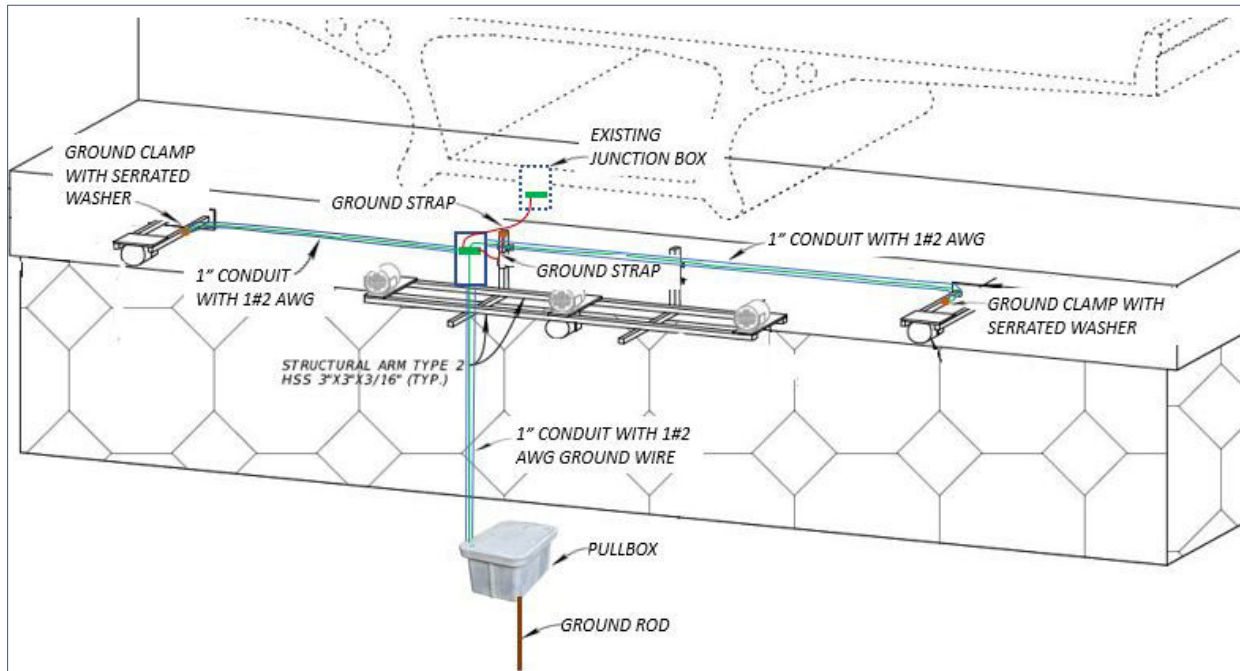 EXISTING
JUNCTION BOX
GROUND CLAMP
WITH SERRATED
WASHER
GROUND STRAP
1" CONDUIT WITH 1#2 AWG
GROUND STRAP
1" CONDUIT
WITH 1#2 AWG
GROUND CLAMP WITH
SERRATED WASHER
STRUCTURAL ARM TYPE 2
HSS 3"X3"X3/16" (TYP.)
1" CONDUIT WITH 1#2
AWG GROUND WIRE
PULLBOX
GROUND ROD